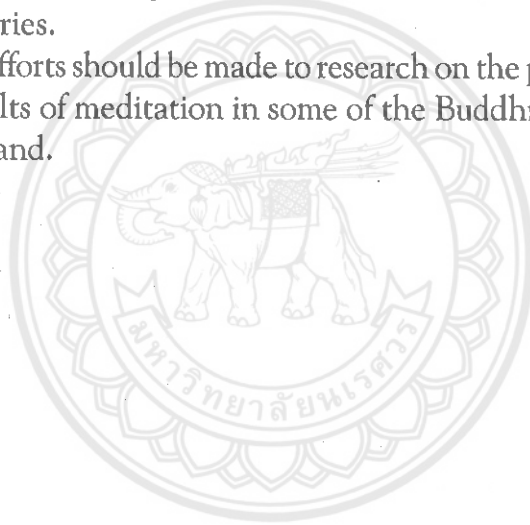 ries.
fforts should be made to research on the p
lts of meditation in some of the Buddh
and.
มหาวิทยาลัยนเรศวร